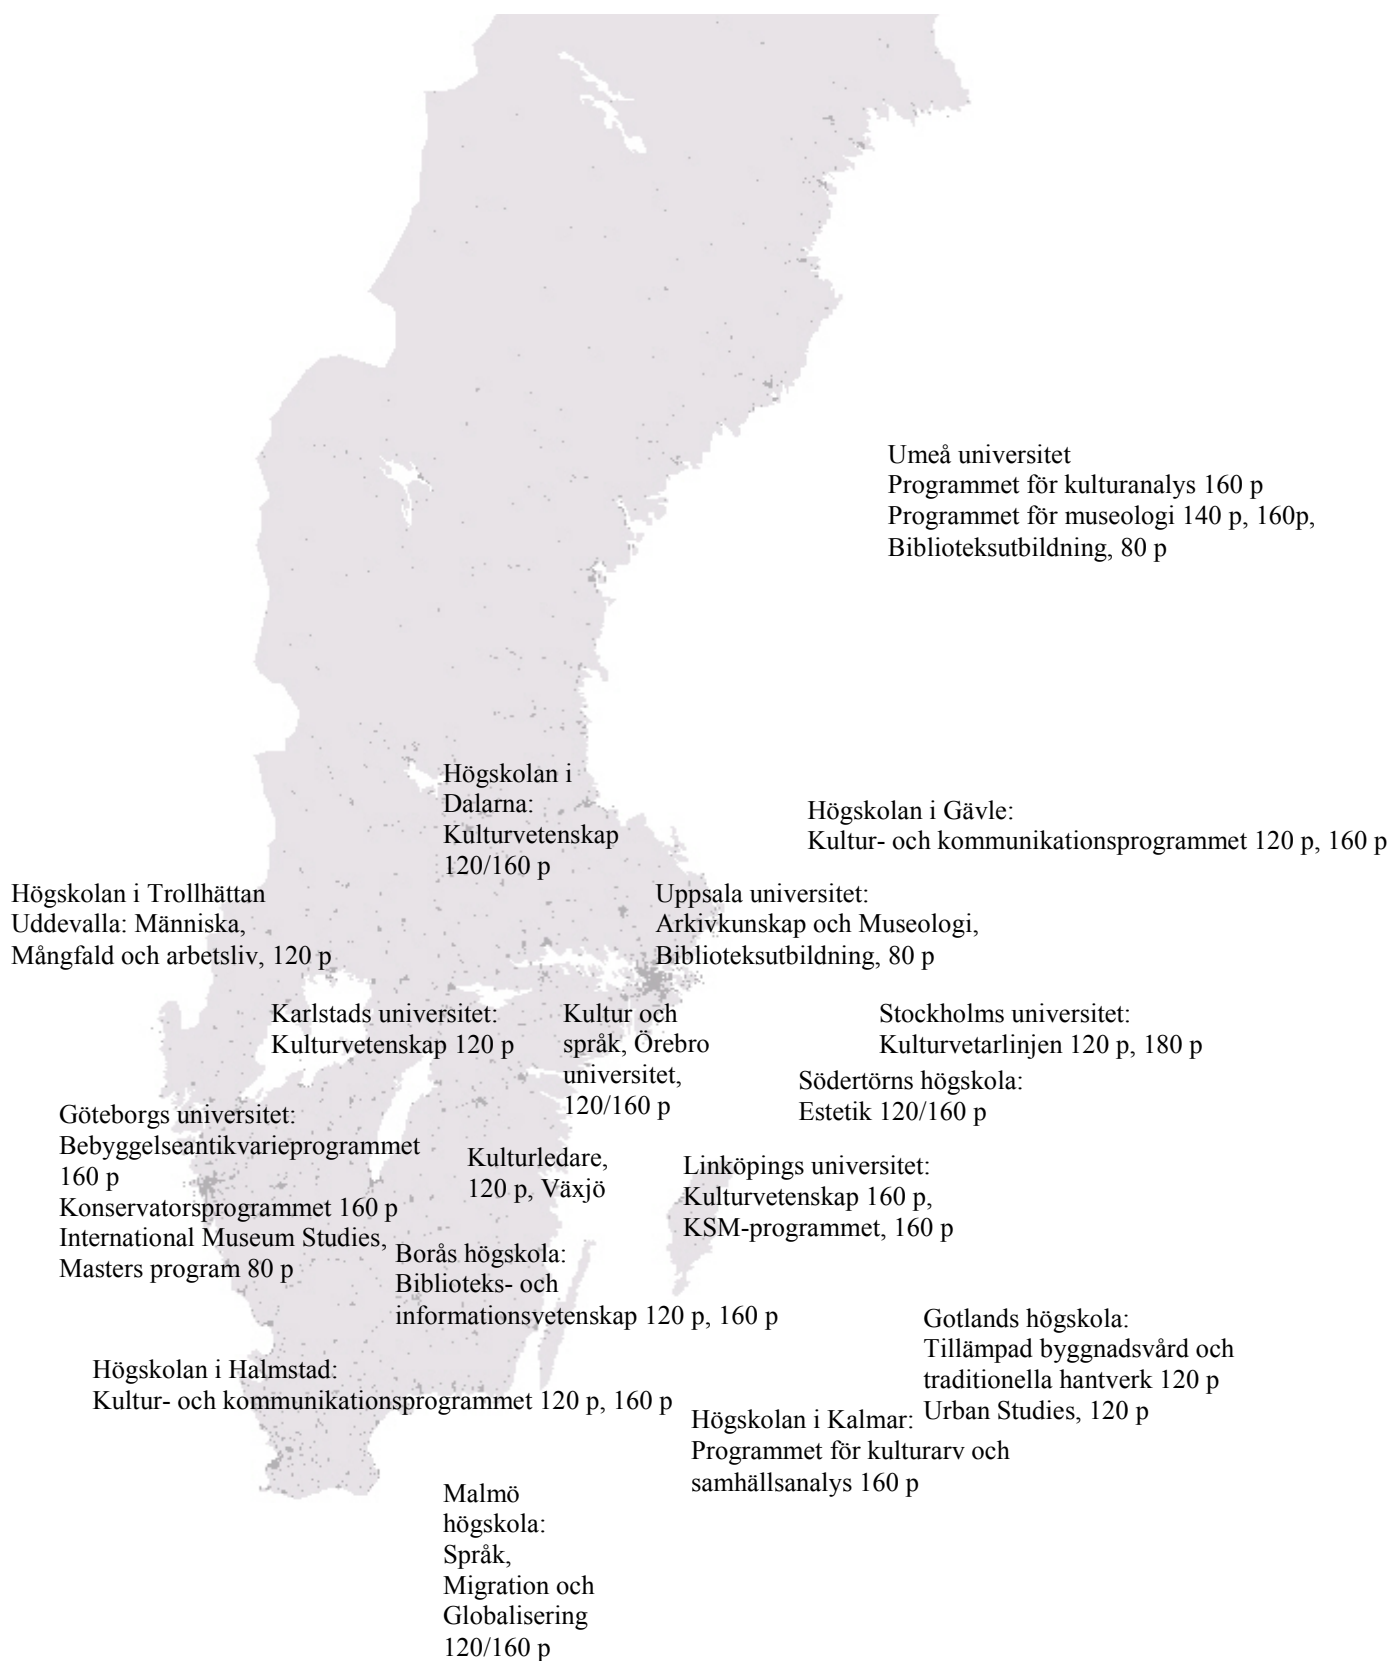 Umeå universitet
Programmet för kulturanalys 160 p
Programmet för museologi 140 p, 160p,
Biblioteksutbildning, 80 p
Högskolan i
Dalarna:
Kulturvetenskap
120/160 p
Högskolan i Gävle:
Kultur- och kommunikationsprogrammet 120 p, 160 p
Högskolan i Trollhättan
Uddevalla: Människa,
Mångfald och arbetsliv, 120 p
Uppsala universitet:
Arkivkunskap och Museologi,
Biblioteksutbildning, 80 p
Karlstads universitet:
Kulturvetenskap 120 p
Kultur och
språk, Örebro
universitet,
120/160 p
Stockholms universitet:
Kulturvetarlinjen 120 p, 180 p
Södertörns högskola:
Estetik 120/160 p
Göteborgs universitet:
Bebyggelseantikvarieprogrammet
160 p
Konservatorsprogrammet 160 p
International Museum Studies,
Masters program 80 p
Kulturledare,
120 p, Växjö
Linköpings universitet:
Kulturvetenskap 160 p,
KSM-programmet, 160 p
Borås högskola:
Biblioteks- och
informationsvetenskap 120 p, 160 p
Gotlands högskola:
Tillämpad byggnadsvård och
traditionella hantverk 120 p
Urban Studies, 120 p
Högskolan i Halmstad:
Kultur- och kommunikationsprogrammet 120 p, 160 p
Högskolan i Kalmar:
Programmet för kulturarv och
samhällsanalys 160 p
Malmö
högskola:
Språk,
Migration och
Globalisering
120/160 p